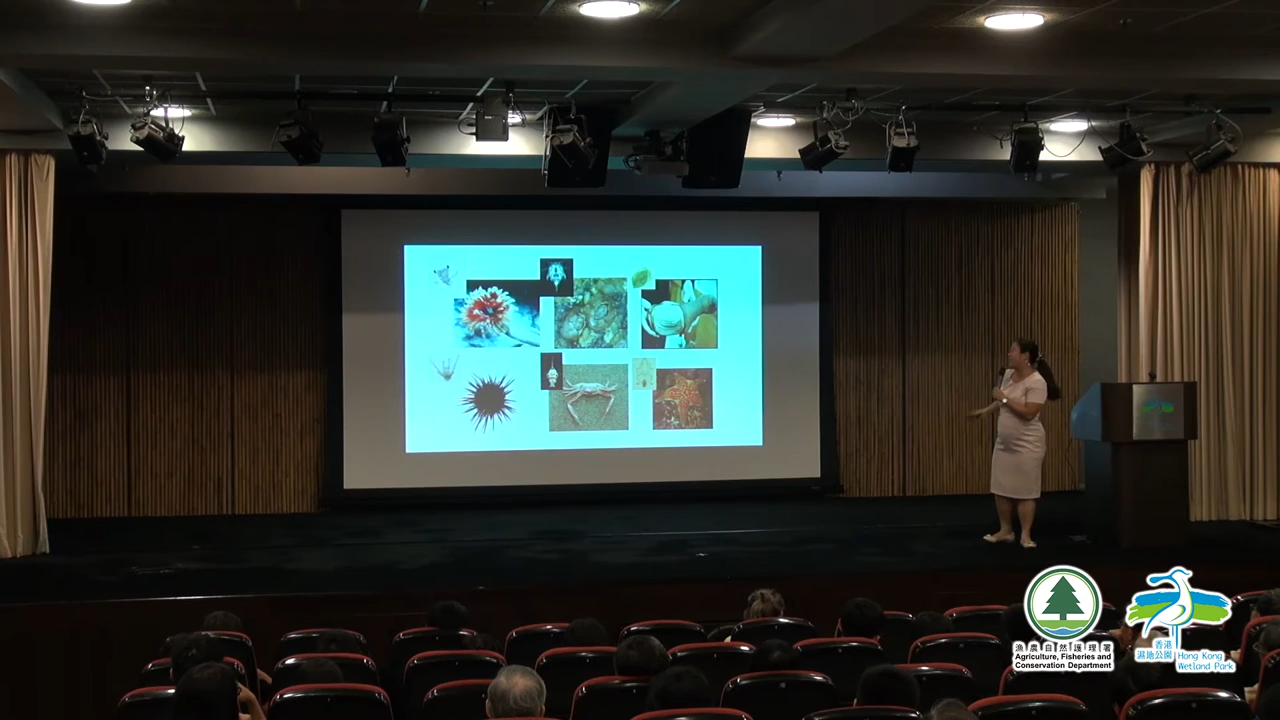 漁農自然護理署
Agriculture, Fisheries and
Conservation Department
香港
濕地公園
Hong Kong
Wetland Park